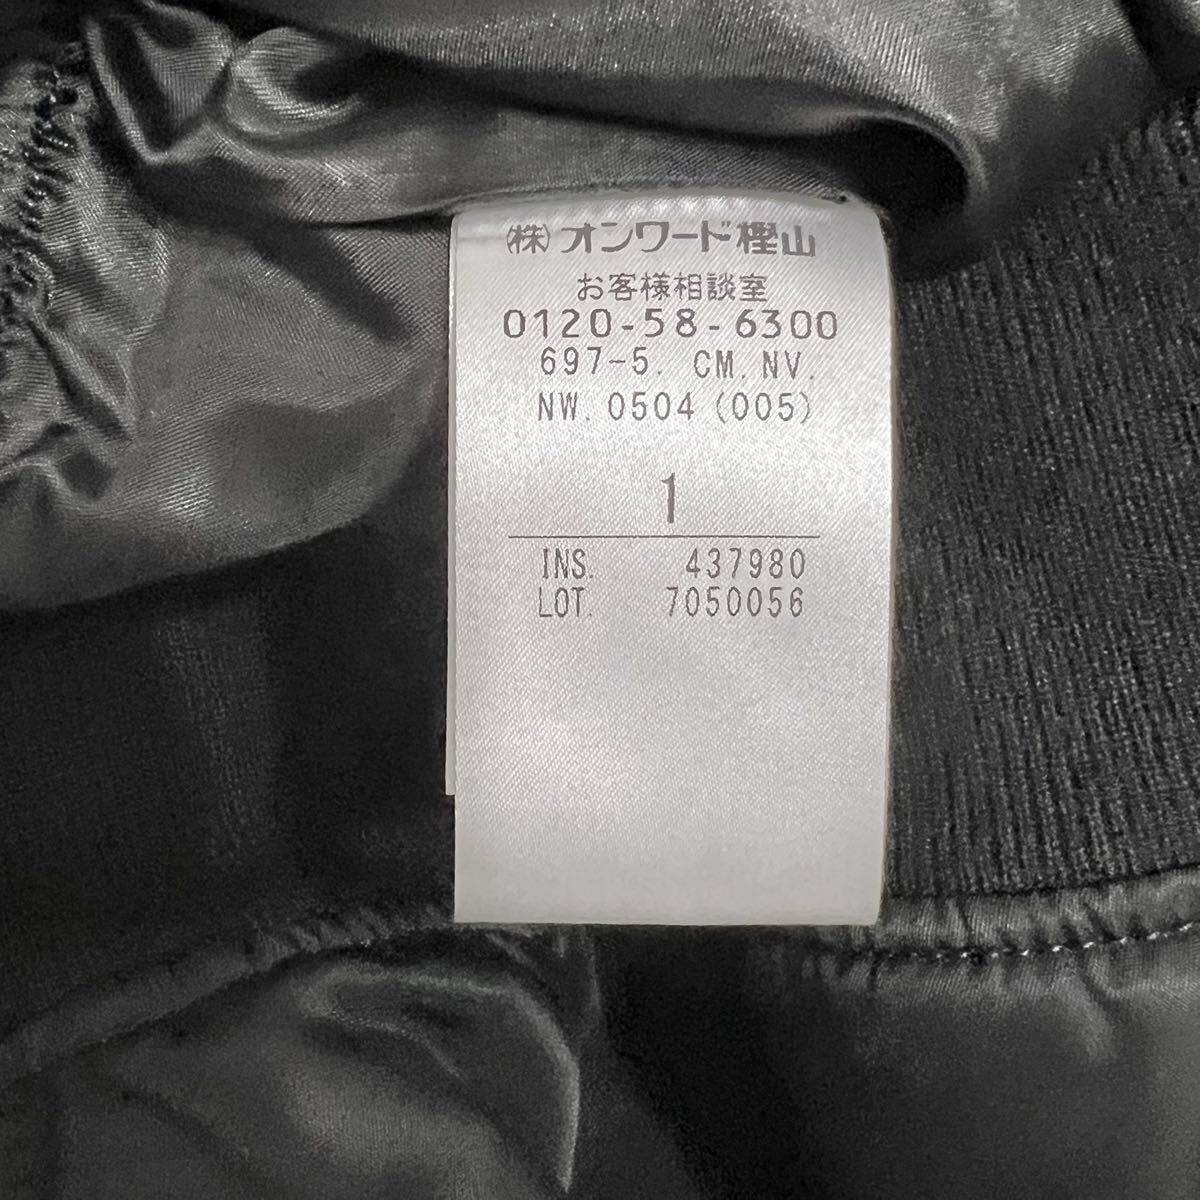 (株)オンワード樫山
お客様相談室
0120-58-6300
697-5. CM. NV.
NW. 0504 (005)
1
INS. 437980
LOT. 7050056